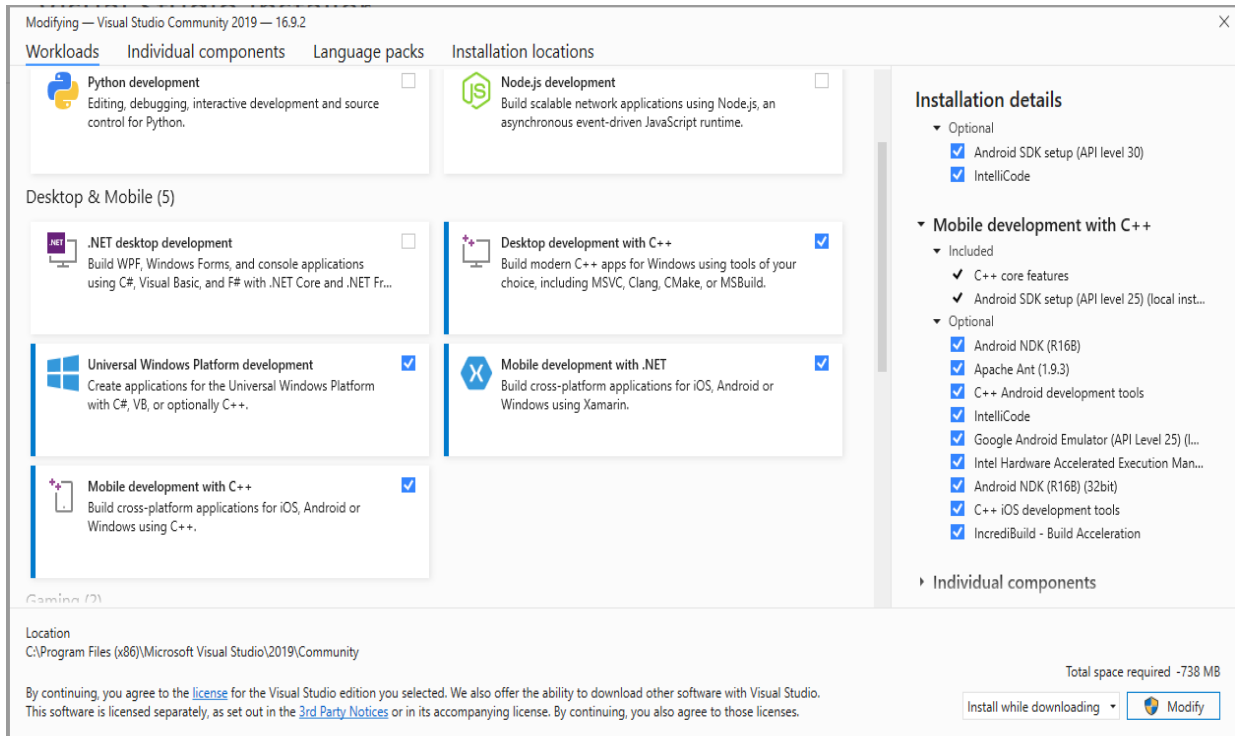 Modifying — Visual Studio Community 2019 — 16.9.2
Workloads
Individual components
Language packs
Installation locations
Python development
Editing, debugging, interactive development and source
control for Python.
Node.js development
Build scalable network applications using Node.js, an
asynchronous event-driven JavaScript runtime.
Desktop & Mobile (5)
.NET
.NET desktop development
Build WPF, Windows Forms, and console applications
using C#, Visual Basic, and F# with .NET Core and .NET Fr...
Desktop development with C++
Build modern C++ apps for Windows using tools of your
choice, including MSVC, Clang, CMake, or MSBuild.
Universal Windows Platform development
Create applications for the Universal Windows Platform
with C#, VB, or optionally C++.
Mobile development with .NET
Build cross-platform applications for iOS, Android or
Windows using Xamarin.
Mobile development with C++
Build cross-platform applications for iOS, Android or
Windows using C++.
Gaming (2)
Installation details
Optional
Android SDK setup (API level 30)
IntelliCode
Mobile development with C++
Included
C++ core features
Android SDK setup (API level 25) (local inst...
Optional
Android NDK (R16B)
Apache Ant (1.9.3)
C++ Android development tools
IntelliCode
Google Android Emulator (API Level 25) (l...
Intel Hardware Accelerated Execution Man...
Android NDK (R16B) (32bit)
C++ iOS development tools
IncrediBuild - Build Acceleration
Individual components
Location
C:\Program Files (x86)\Microsoft Visual Studio\2019\Community
By continuing, you agree to the license for the Visual Studio edition you selected. We also offer the ability to download other software with Visual Studio.
This software is licensed separately, as set out in the 3rd Party Notices or in its accompanying license. By continuing, you also agree to those licenses.
Total space required -738 MB
Install while downloading
Modify